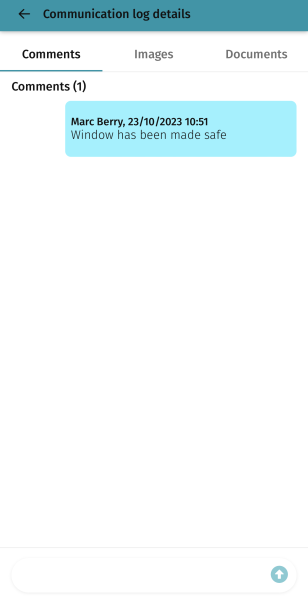 Communication log details
Comments
Images
Documents
Comments (1)
Marc Berry, 23/10/2023 10:51
Window has been made safe